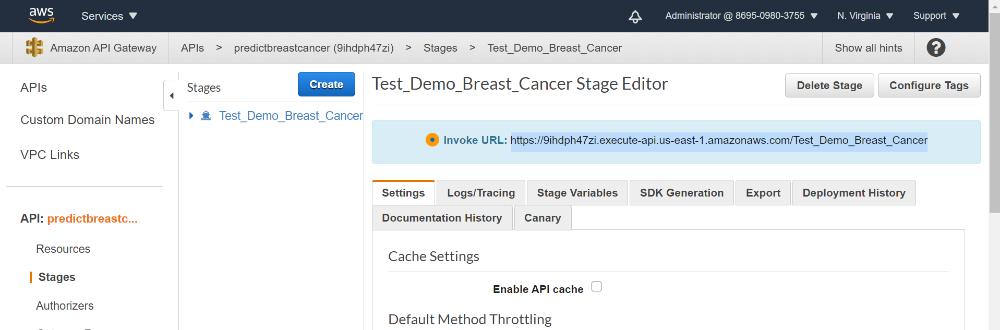 aws Services Administrator @ 8695-0980-3755 N. Virginia Support
Amazon API Gateway APIs > predictbreastcancer (9ihdph47zi) > Stages > Test_Demo_Breast_Cancer Show all hints ?
APIs
Custom Domain Names
VPC Links
API: predictbreastc...
Resources
Stages
Authorizers
Stages Create
Test_Demo_Breast_Cancer
Test_Demo_Breast_Cancer Stage Editor Delete Stage Configure Tags
Invoke URL: https://9ihdph47zi.execute-api.us-east-1.amazonaws.com/Test_Demo_Breast_Cancer
Settings Logs/Tracing Stage Variables SDK Generation Export Deployment History
Documentation History Canary
Cache Settings
Enable API cache
Default Method Throttling